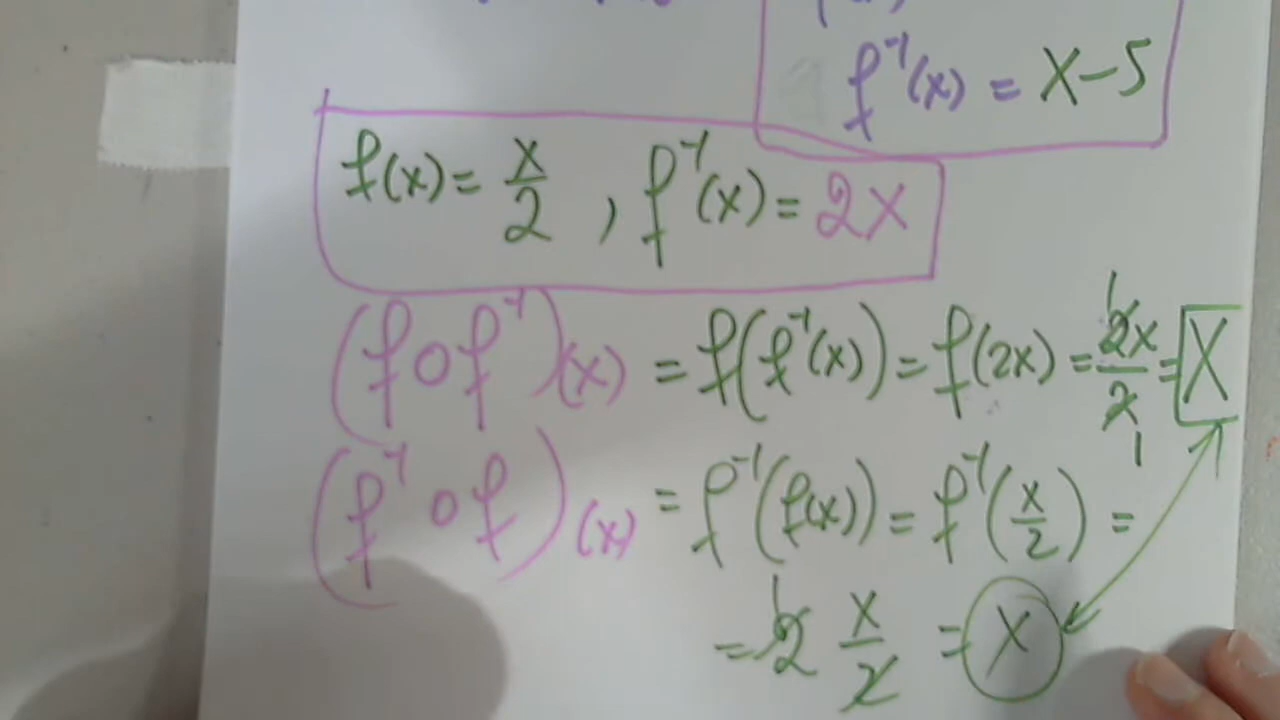 f⁻¹(x) = x-5
f(x) = x/2 , f⁻¹(x) = 2x
(f o f⁻¹)(x) = f(f⁻¹(x)) = f(2x) = 2x/2 = x
(f⁻¹ o f)(x) = f⁻¹(f(x)) = f⁻¹(x/2) =
= 2 x/2 = x